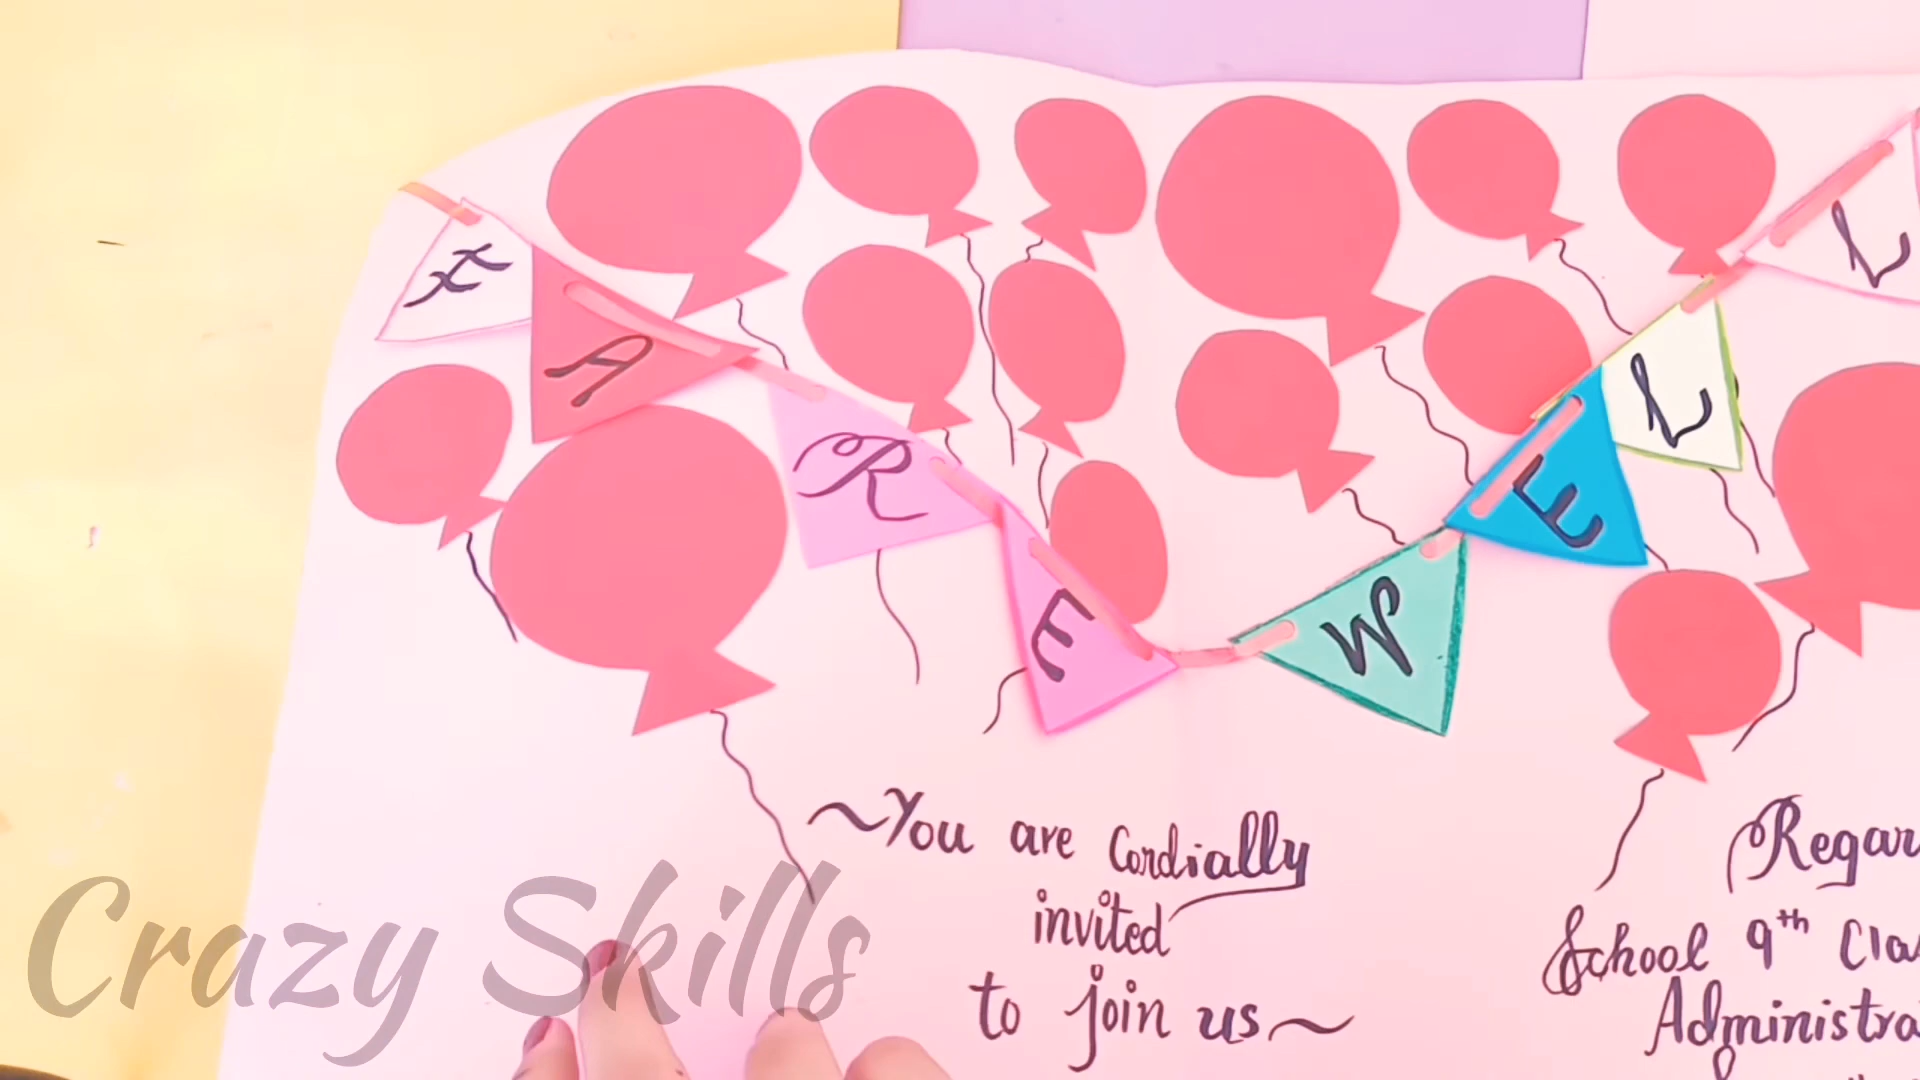 FAREWELL
~You are Cordially
invited
to join us~
Regar
School 9th Cla
Administra
Crazy Skills